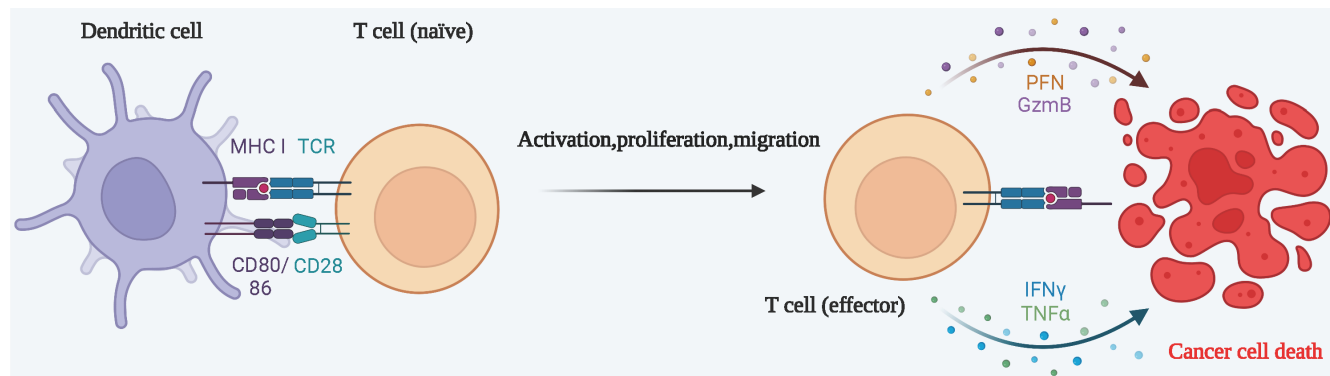 Dendritic cell
T cell (naïve)
MHC I
TCR
CD80/
86
CD28
Activation,proliferation,migration
PFN
GzmB
T cell (effector)
IFNγ
TNFα
Cancer cell death